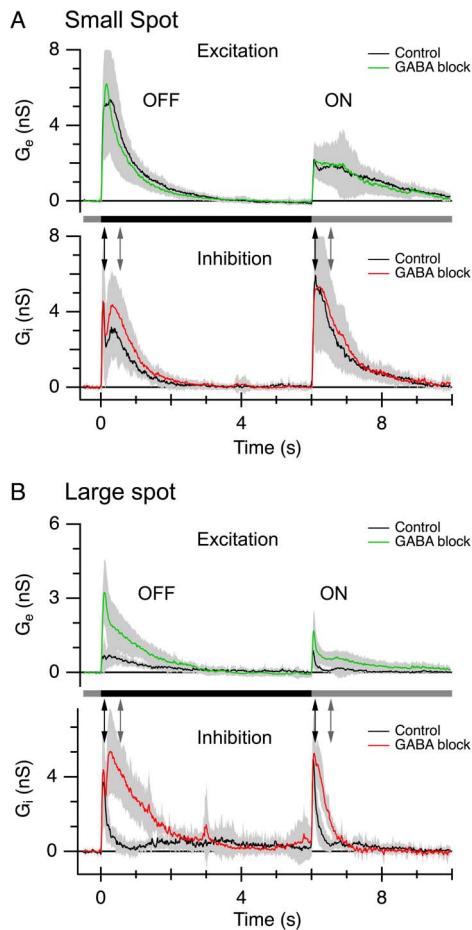 A Small Spot
8
Excitation
Control
GABA block
OFF
ON
Ge (nS)
4
0
8
Inhibition
Control
GABA block
Gi (nS)
4
0
0 4 8
Time (s)
B Large spot
6
Excitation
Control
GABA block
OFF
ON
Ge (nS)
3
0
Inhibition
Control
GABA block
Gi (nS)
4
0
0 4 8
Time (s)